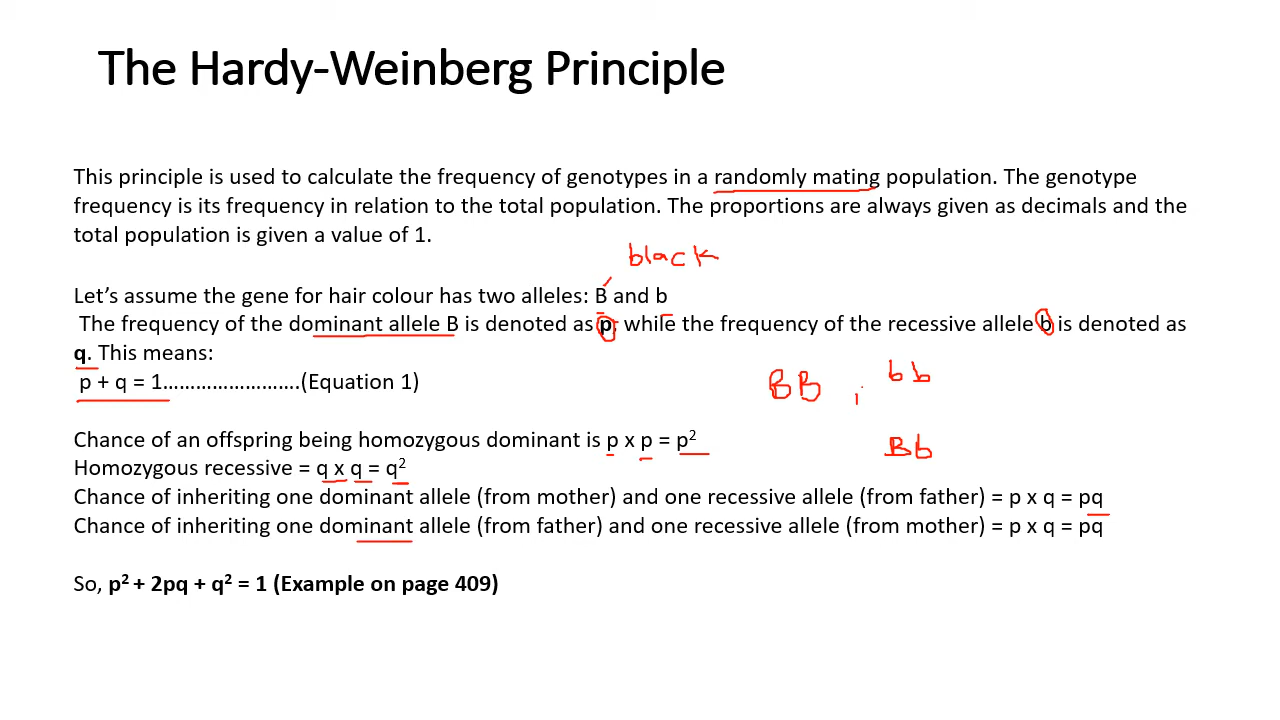 The Hardy-Weinberg Principle
This principle is used to calculate the frequency of genotypes in a randomly mating population. The genotype
frequency is its frequency in relation to the total population. The proportions are always given as decimals and the
total population is given a value of 1.
black
Let’s assume the gene for hair colour has two alleles: B and b
The frequency of the dominant allele B is denoted as p, while the frequency of the recessive allele b is denoted as
q. This means:
p + q = 1…………………….(Equation 1)
BB , bb
Bb
Chance of an offspring being homozygous dominant is p x p = p²
Homozygous recessive = q x q = q²
Chance of inheriting one dominant allele (from mother) and one recessive allele (from father) = p x q = pq
Chance of inheriting one dominant allele (from father) and one recessive allele (from mother) = p x q = pq
So, p² + 2pq + q² = 1 (Example on page 409)